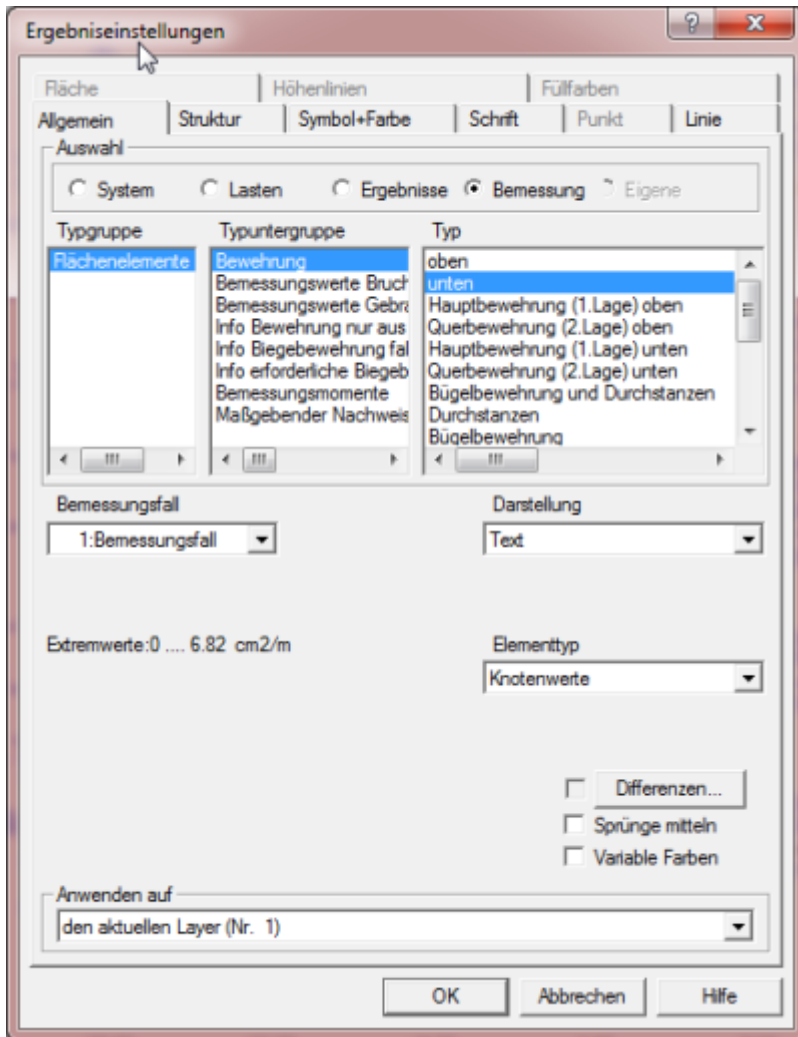 Ergebniseinstellungen
Fläche Höhenlinien Füllfarben
Allgemein Struktur Symbol+Farbe Schrift Punkt Linie
Auswahl
System Lasten Ergebnisse Bemessung Eigene
Typgruppe Typuntergruppe Typ
Flächenelemente Bewehrung oben
Bemessungswerte Bruch unten
Bemessungswerte Gebra Hauptbewehrung (1.Lage) oben
Info Bewehrung nur aus Querbewehrung (2.Lage) oben
Info Biegebewehrung fal Hauptbewehrung (1.Lage) unten
Info erforderliche Biegeb Querbewehrung (2.Lage) unten
Bemessungsmomente Bügelbewehrung und Durchstanzen
Maßgebender Nachweis Durchstanzen
Bügelbewehrung
Bemessungsfall Darstellung
1:Bemessungsfall Text
Extremwerte:0 .... 6.82 cm2/m Elementtyp
Knotenwerte
Differenzen...
Sprünge mitteln
Variable Farben
Anwenden auf
den aktuellen Layer (Nr. 1)
OK Abbrechen Hilfe